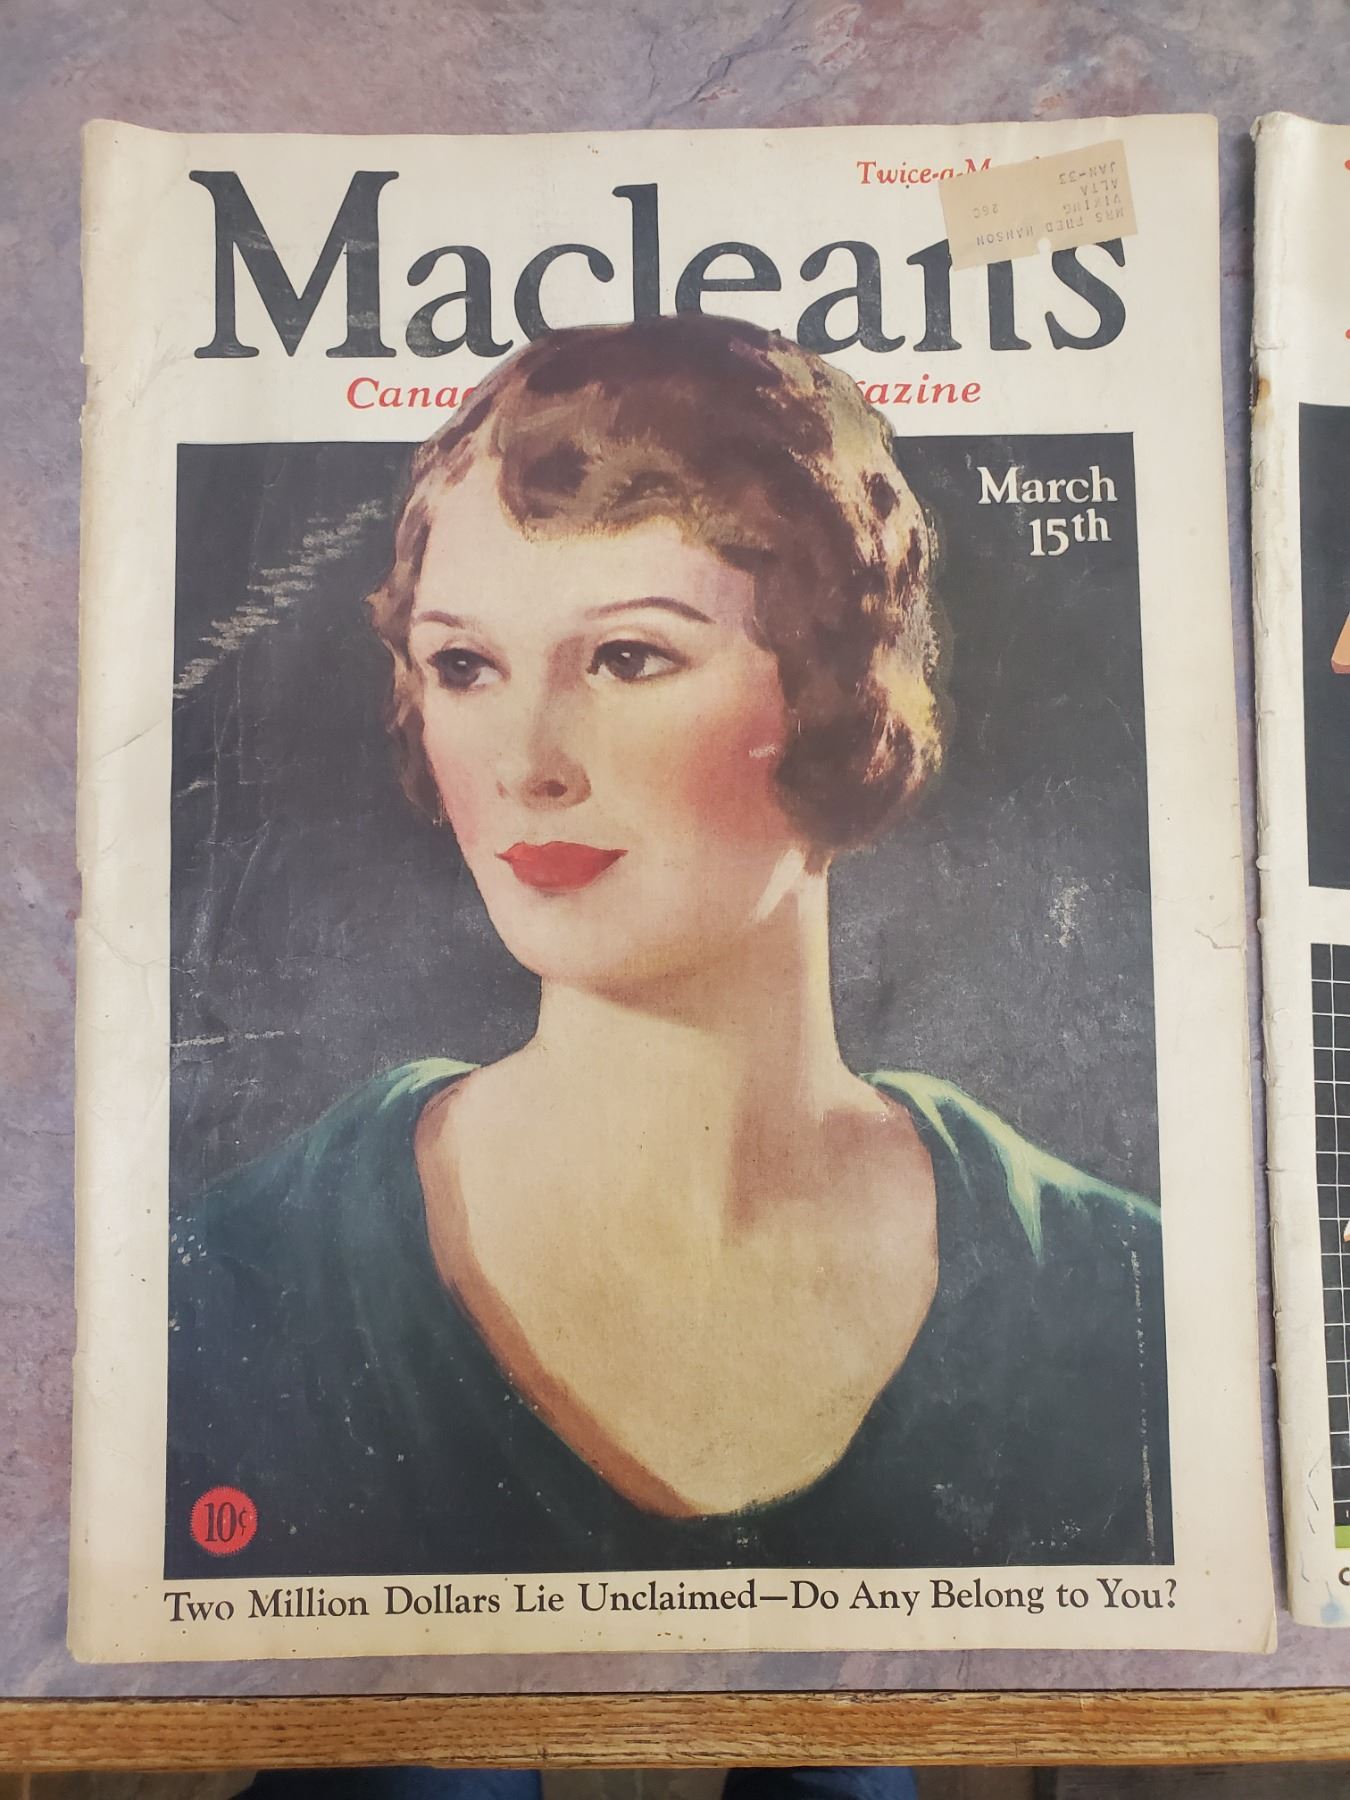 Maclean's
Twice-a-M
MRS FRED HANSON
VIKING 26C
ALTA
JAN-33
Cana azine
March
15th
10¢
Two Million Dollars Lie Unclaimed—Do Any Belong to You?